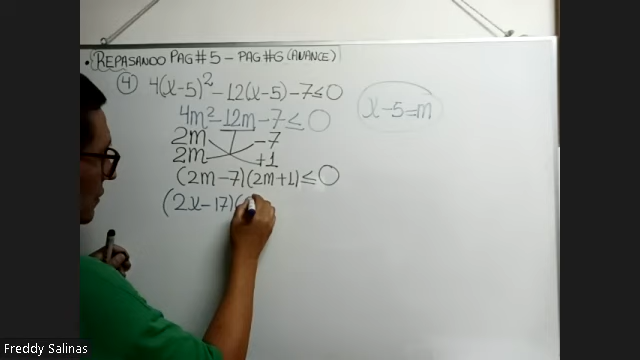 • REPASANDO PAG#5 - PAG#6 (AVANCE)
④ 4(x-5)² - 12(x-5) - 7 ≤ 0
x - 5 = m
4m² - 12m - 7 ≤ 0
2m -7
2m +1
(2m - 7)(2m + 1) ≤ 0
(2x - 17)(
Freddy Salinas